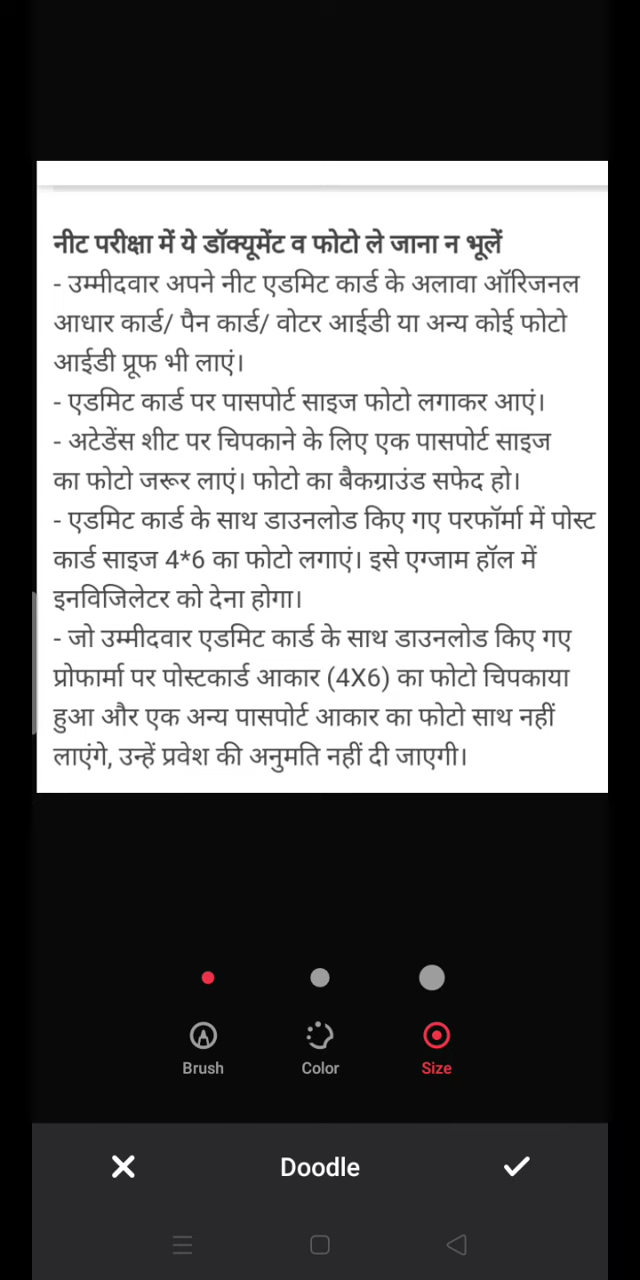 नीट परीक्षा में ये डॉक्यूमेंट व फोटो ले जाना न भूलें
- उम्मीदवार अपने नीट एडमिट कार्ड के अलावा ऑरिजनल
आधार कार्ड/ पैन कार्ड/ वोटर आईडी या अन्य कोई फोटो
आईडी प्रूफ भी लाएं।
- एडमिट कार्ड पर पासपोर्ट साइज फोटो लगाकर आएं।
- अटेडेंस शीट पर चिपकाने के लिए एक पासपोर्ट साइज
का फोटो जरूर लाएं। फोटो का बैकग्राउंड सफेद हो।
- एडमिट कार्ड के साथ डाउनलोड किए गए परफॉर्मा में पोस्ट
कार्ड साइज 4*6 का फोटो लगाएं। इसे एग्जाम हॉल में
इनविजिलेटर को देना होगा।
- जो उम्मीदवार एडमिट कार्ड के साथ डाउनलोड किए गए
प्रोफार्मा पर पोस्टकार्ड आकार (4X6) का फोटो चिपकाया
हुआ और एक अन्य पासपोर्ट आकार का फोटो साथ नहीं
लाएंगे, उन्हें प्रवेश की अनुमति नहीं दी जाएगी।
Brush Color Size
Doodle